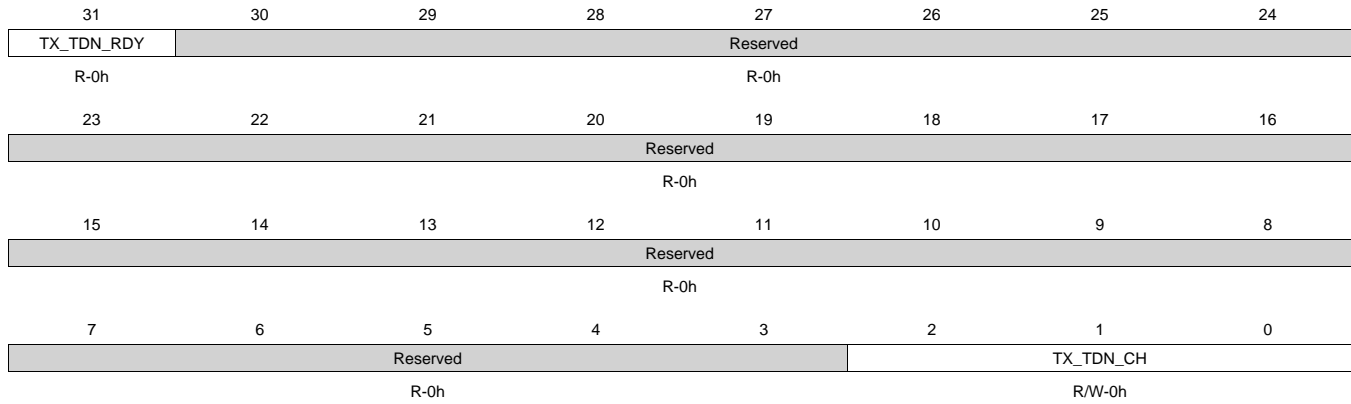 31 30 29 28 27 26 25 24
TX_TDN_RDY Reserved
R-0h R-0h
23 22 21 20 19 18 17 16
Reserved
R-0h
15 14 13 12 11 10 9 8
Reserved
R-0h
7 6 5 4 3 2 1 0
Reserved TX_TDN_CH
R-0h R/W-0h